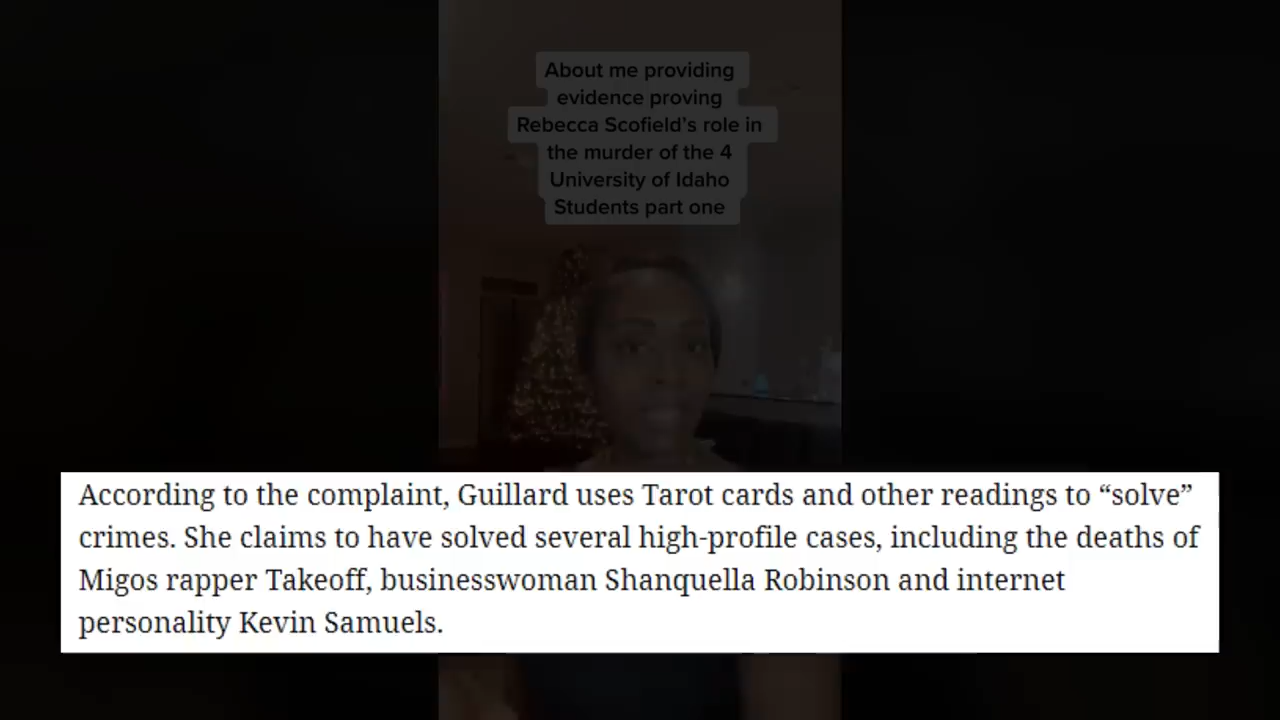 About me providing
evidence proving
Rebecca Scofield's role in
the murder of the 4
University of Idaho
Students part one
According to the complaint, Guillard uses Tarot cards and other readings to “solve”
crimes. She claims to have solved several high-profile cases, including the deaths of
Migos rapper Takeoff, businesswoman Shanquella Robinson and internet
personality Kevin Samuels.